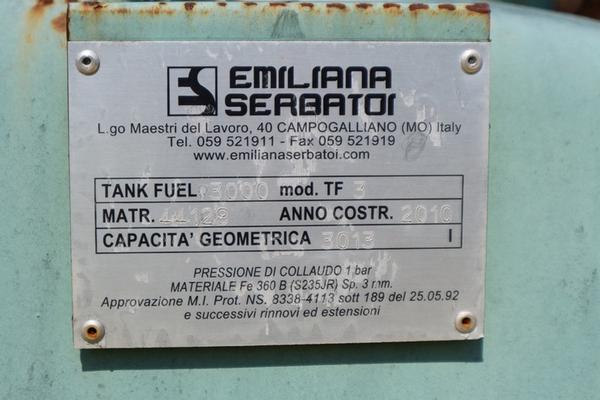 ES EMILIANA
SERBATOI
L.go Maestri del Lavoro, 40 CAMPOGALLIANO (MO) Italy
Tel. 059 521911 - Fax 059 521919
www.emilianaserbatoi.com
TANK FUEL 3000 mod. TF 3
MATR. 44129 ANNO COSTR. 2010
CAPACITA' GEOMETRICA 3013 l
PRESSIONE DI COLLAUDO 1 bar
MATERIALE Fe 360 B (S235JR) Sp. 3 mm.
Approvazione M.I. Prot. NS. 8338-4113 sott 189 del 25.05.92
e successivi rinnovi ed estensioni